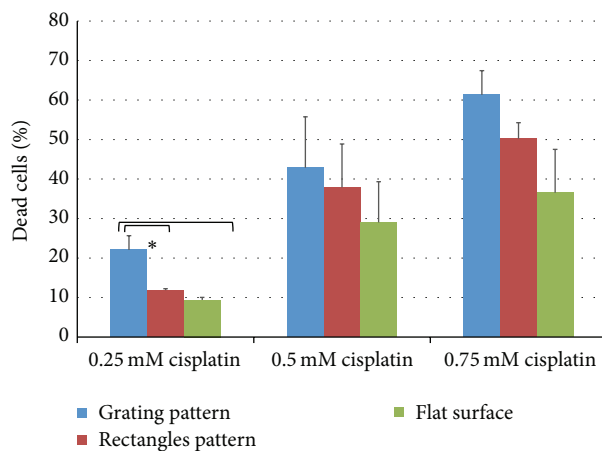 80
70
60
50
40
30
20
10
0
Dead cells (%)
*
0.25 mM cisplatin
0.5 mM cisplatin
0.75 mM cisplatin
Grating pattern
Rectangles pattern
Flat surface